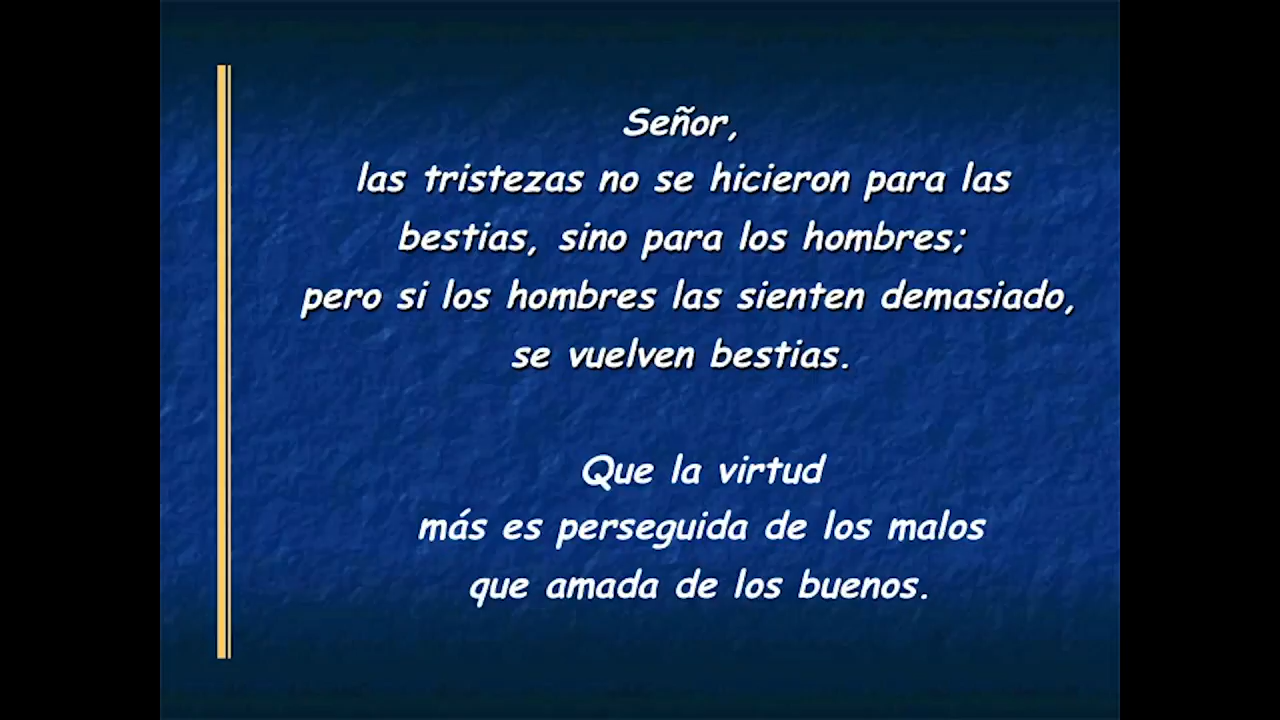 Señor,
las tristezas no se hicieron para las
bestias, sino para los hombres;
pero si los hombres las sienten demasiado,
se vuelven bestias.
Que la virtud
más es perseguida de los malos
que amada de los buenos.